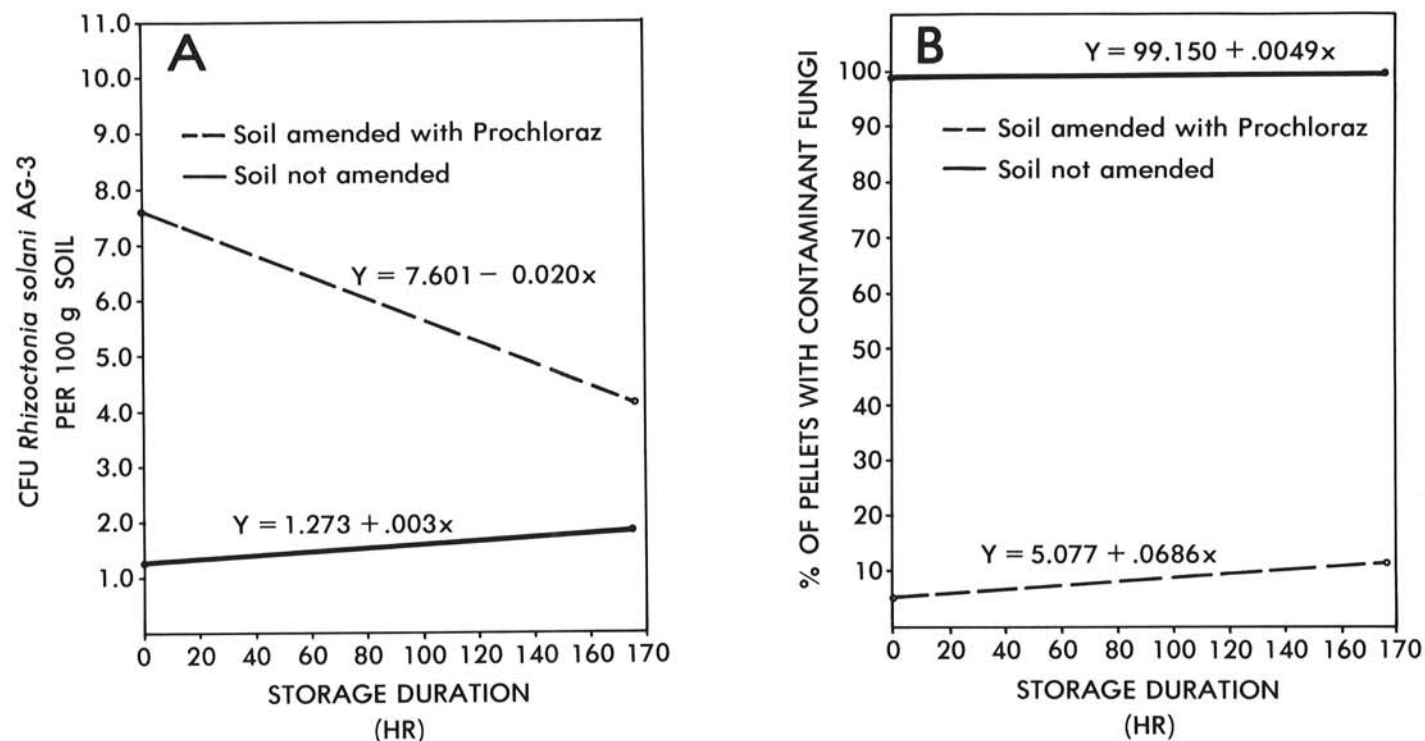 CFU Rhizoctonia solani AG-3
PER 100 g SOIL
11.0
10.0
9.0
8.0
7.0
6.0
5.0
4.0
3.0
2.0
1.0
A
Soil amended with Prochloraz
Soil not amended
Y = 7.601 - 0.020x
Y = 1.273 + .003x
0 20 40 60 80 100 120 140 160 170
STORAGE DURATION
(HR)
% OF PELLETS WITH CONTAMINANT FUNGI
100
90
80
70
60
50
40
30
20
10
B
Y = 99.150 + .0049x
Soil amended with Prochloraz
Soil not amended
Y = 5.077 + .0686x
0 20 40 60 80 100 120 140 160 170
STORAGE DURATION
(HR)